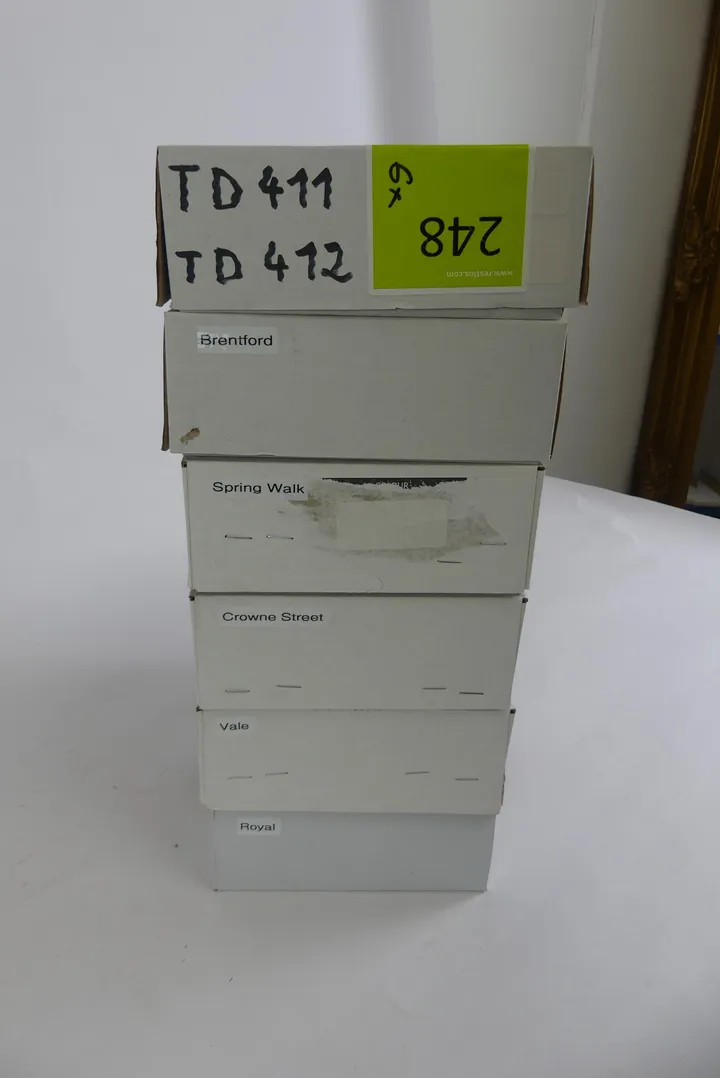 TD 411
TD 412
6x
248
www.restlos.com
Brentford
Spring Walk
Crowne Street
Vale
Royal